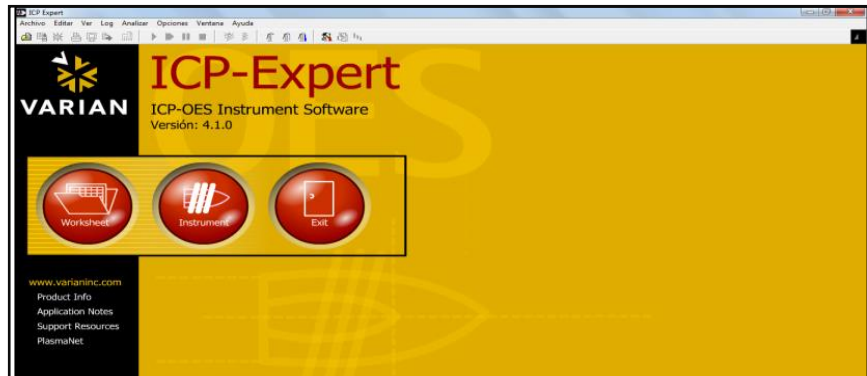 ICP Expert
Archivo Editar Ver Log Analizar Opciones Ventana Ayuda
VARIAN
ICP-Expert
ICP-OES Instrument Software
Versión: 4.1.0
OES
Worksheet
Instrument
Exit
www.varianinc.com
Product Info
Application Notes
Support Resources
PlasmaNet